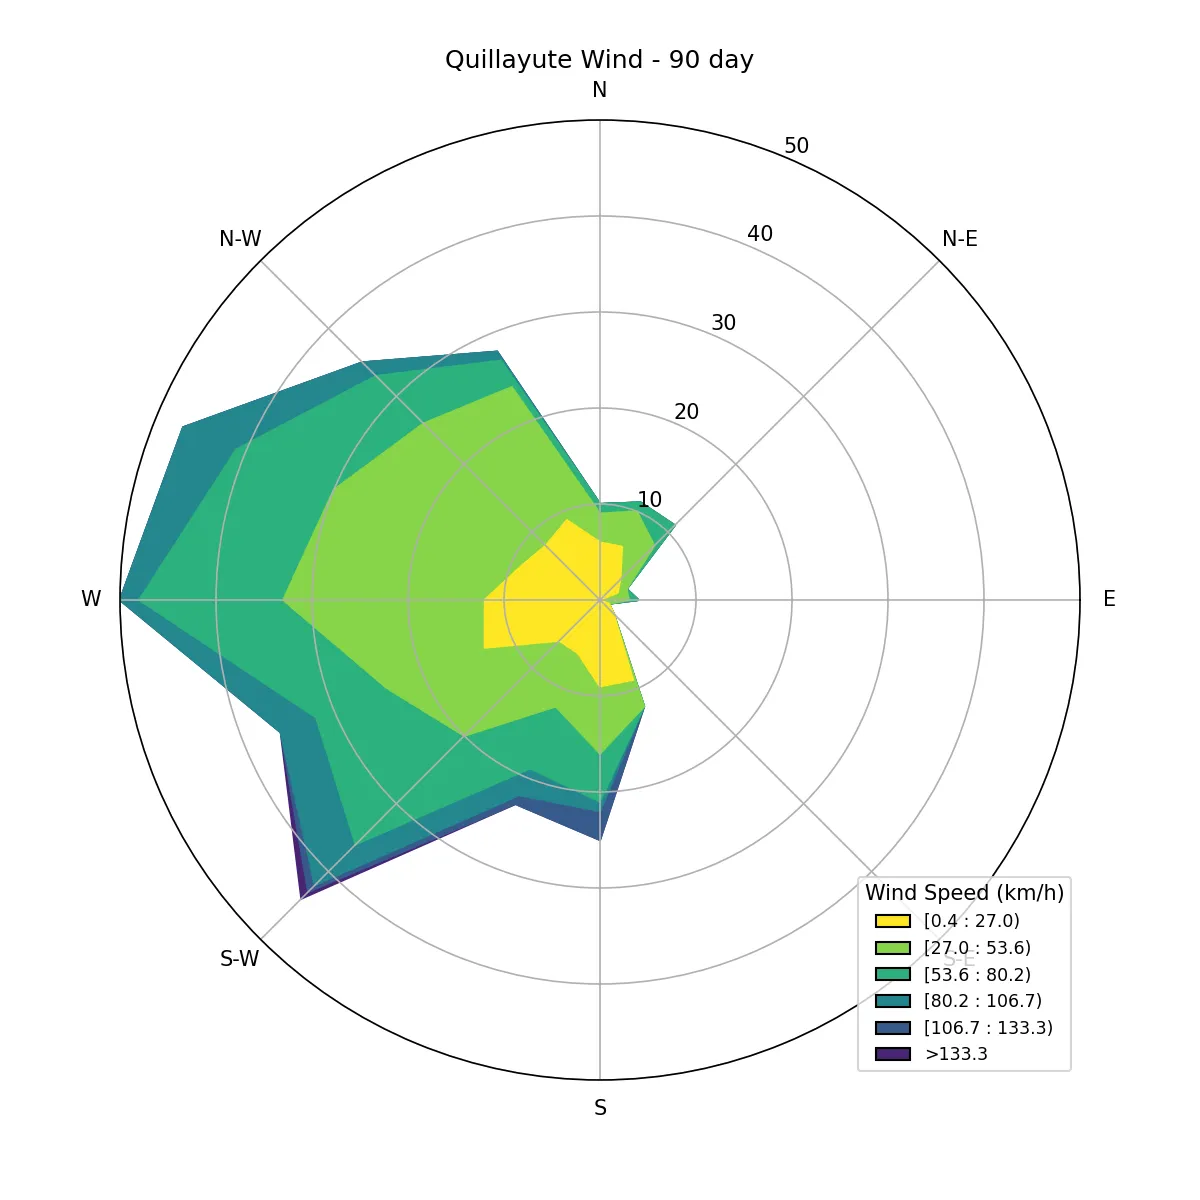 Quillayute Wind - 90 day
N
50
N-W
40
N-E
30
20
10
W
E
S-W
S-E
S
Wind Speed (km/h)
[0.4 : 27.0)
[27.0 : 53.6)
[53.6 : 80.2)
[80.2 : 106.7)
[106.7 : 133.3)
>133.3